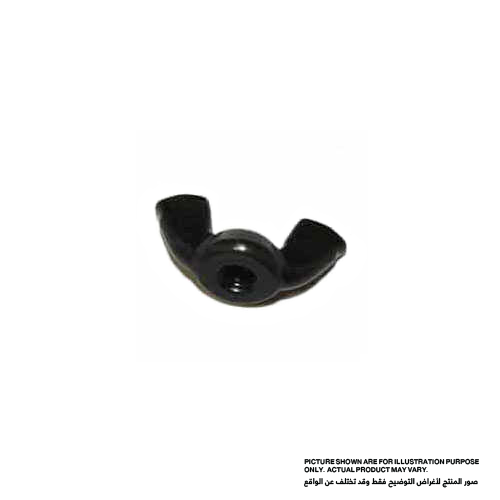 PICTURE SHOWN ARE FOR ILLUSTRATION PURPOSE
ONLY. ACTUAL PRODUCT MAY VARY.
صور المنتج لأغراض التوضيح فقط وقد تختلف عن الواقع